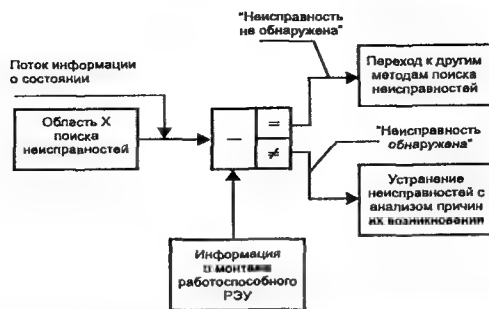 "Неисправность
не обнаружена"
Поток информации
о состоянии
Область X
поиска
неисправностей
—
=
≠
Переход к другим
методам поиска
неисправностей
"Неисправность
обнаружена"
Устранение
неисправностей с
анализом причин
их возникновения
Информация
о монтаже
работоспособного
РЭУ